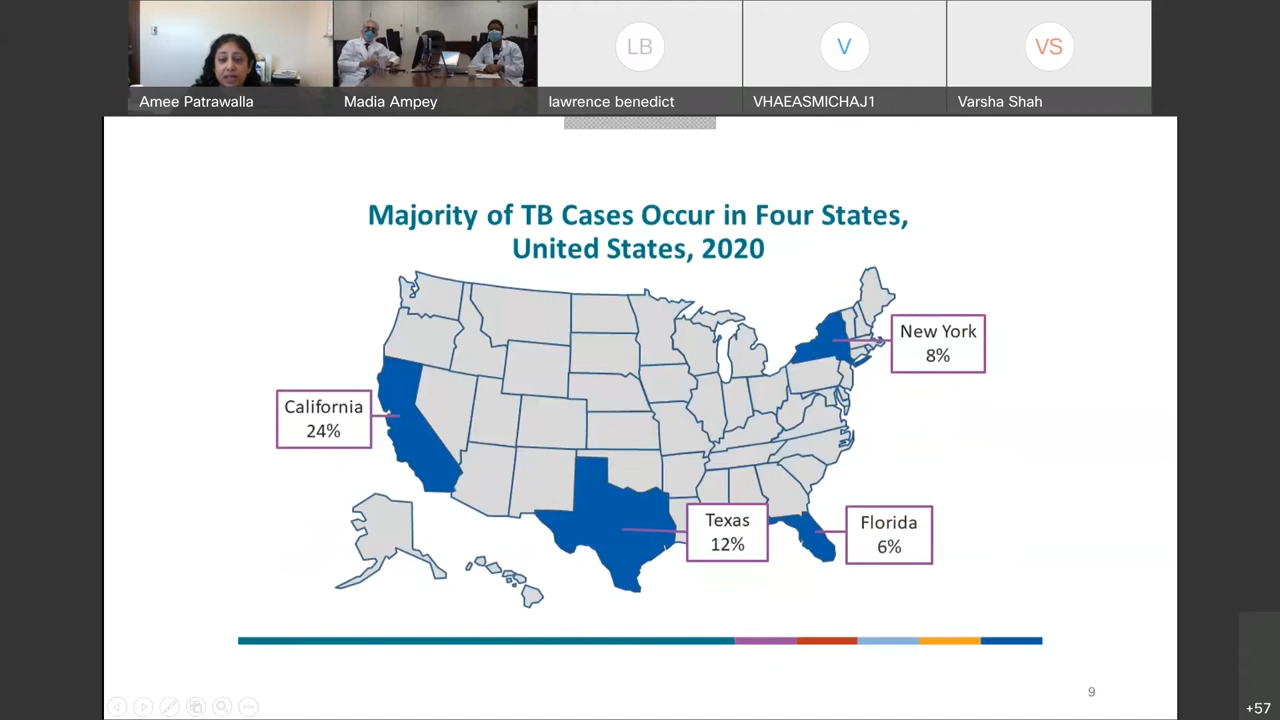 LB
V
VS
Amee Patrawalla
Madia Ampey
lawrence benedict
VHAEASMICHAJ1
Varsha Shah
Majority of TB Cases Occur in Four States,
United States, 2020
New York
8%
California
24%
Texas
12%
Florida
6%
9
+57